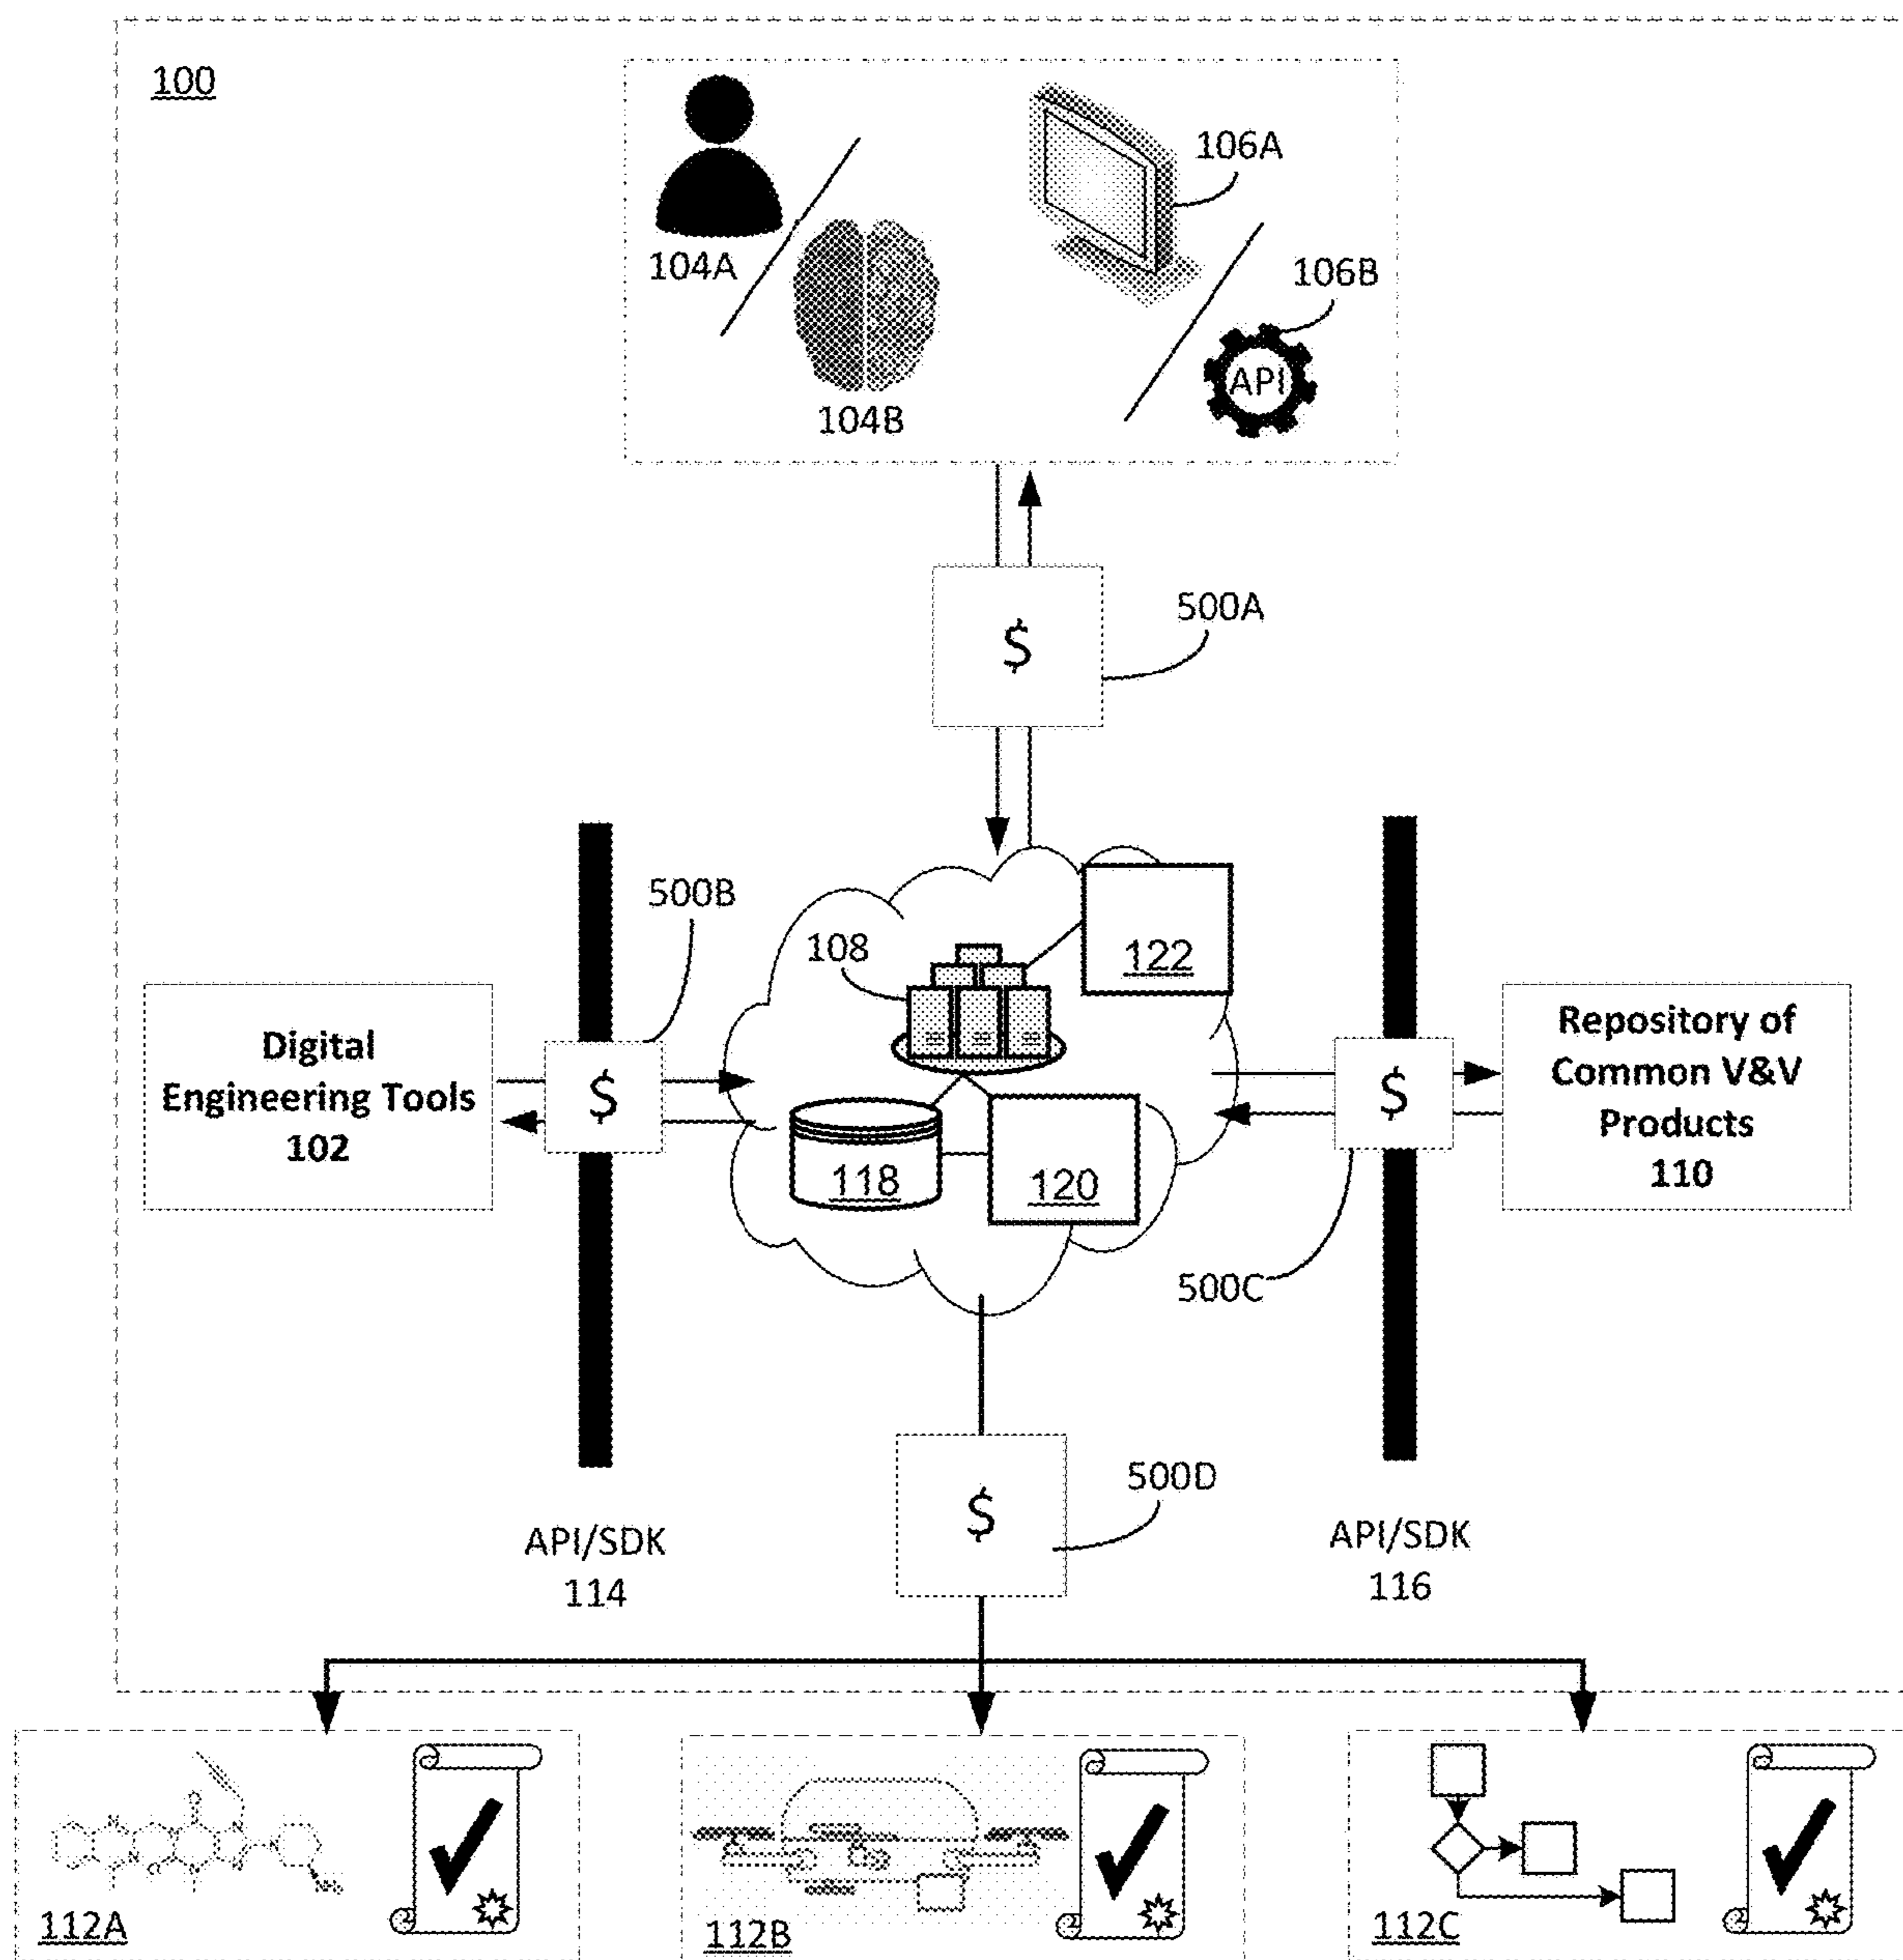 100
106A
104A
106B
API
104B
$
500A
500B
108
122
Digital
Engineering Tools
102
$
$
Repository of
Common V&V
Products
110
118
120
500C
500D
$
API/SDK
114
API/SDK
116
112A
112B
112C